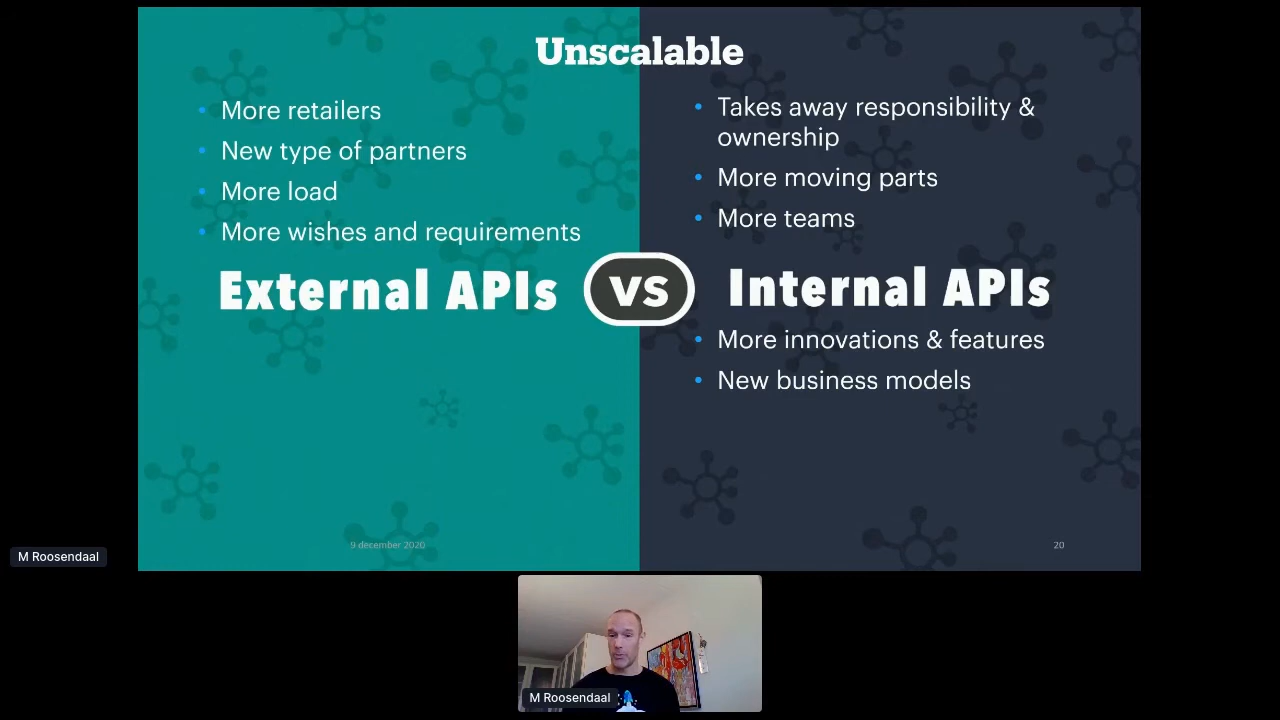 Unscalable
More retailers
New type of partners
More load
More wishes and requirements
External APIs
VS
Takes away responsibility &
ownership
More moving parts
More teams
Internal APIs
More innovations & features
New business models
9 december 2020
20
M Roosendaal
M Roosendaal